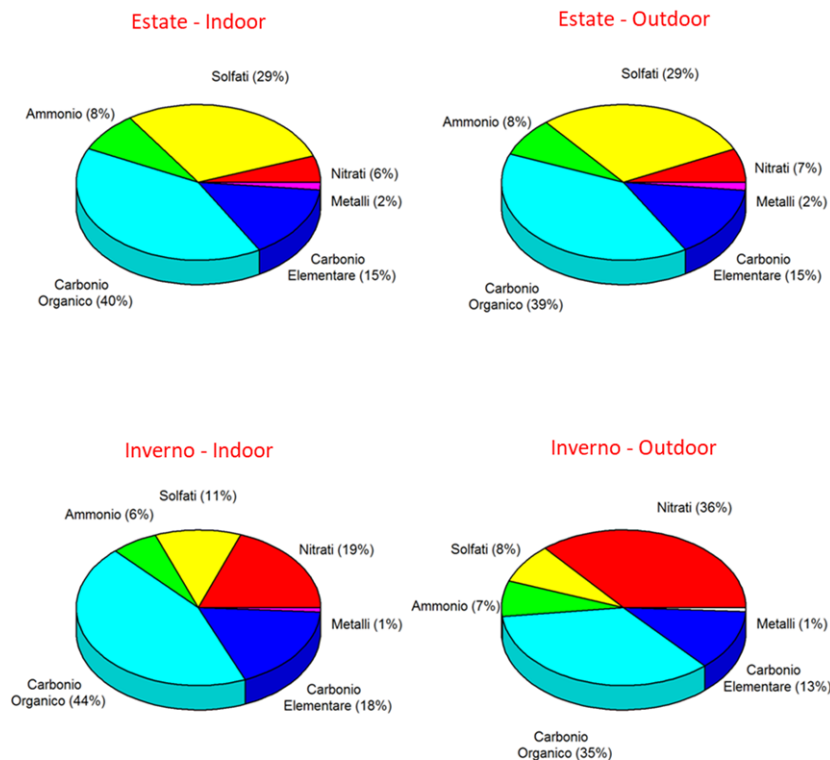 Estate - Indoor
Solfati (29%)
Ammonio (8%)
Nitrati (6%)
Metalli (2%)
Carbonio
Elementare (15%)
Carbonio
Organico (40%)
Estate - Outdoor
Solfati (29%)
Ammonio (8%)
Nitrati (7%)
Metalli (2%)
Carbonio
Elementare (15%)
Carbonio
Organico (39%)
Inverno - Indoor
Solfati (11%)
Ammonio (6%)
Nitrati (19%)
Metalli (1%)
Carbonio
Organico (44%)
Carbonio
Elementare (18%)
Inverno - Outdoor
Nitrati (36%)
Solfati (8%)
Ammonio (7%)
Metalli (1%)
Carbonio
Elementare (13%)
Carbonio
Organico (35%)